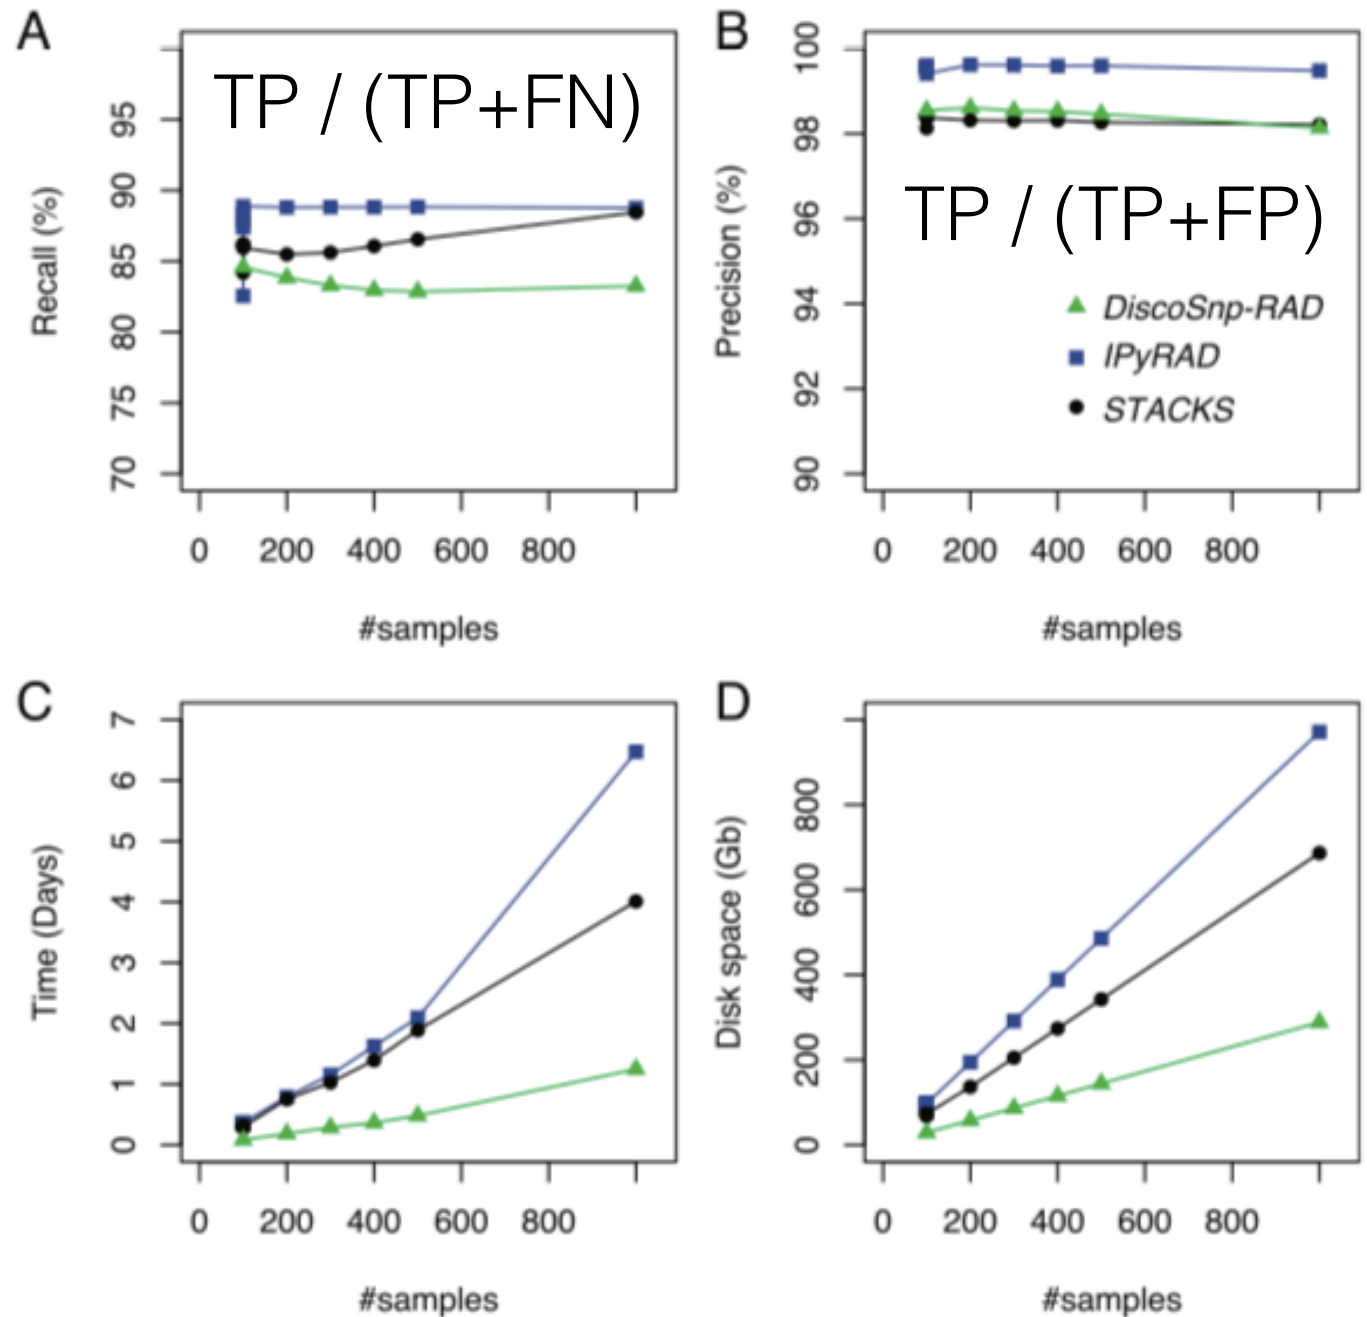 A
TP / (TP+FN)
Recall (%)
95
90
85
80
75
70
0 200 400 600 800
#samples
B
TP / (TP+FP)
Precision (%)
100
98
96
94
92
90
DiscoSnp-RAD
IPyRAD
STACKS
0 200 400 600 800
#samples
C
Time (Days)
7
6
5
4
3
2
1
0
0 200 400 600 800
#samples
D
Disk space (Gb)
800
600
400
200
0
0 200 400 600 800
#samples